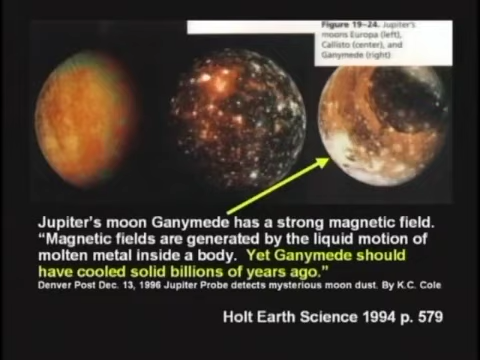 Figure 19–24. Jupiter's
moons Europa (left),
Callisto (center), and
Ganymede (right)
Jupiter's moon Ganymede has a strong magnetic field.
“Magnetic fields are generated by the liquid motion of
molten metal inside a body.  Yet Ganymede should
have cooled solid billions of years ago.”
Denver Post Dec. 13, 1996 Jupiter Probe detects mysterious moon dust. By K.C. Cole
Holt Earth Science 1994 p. 579